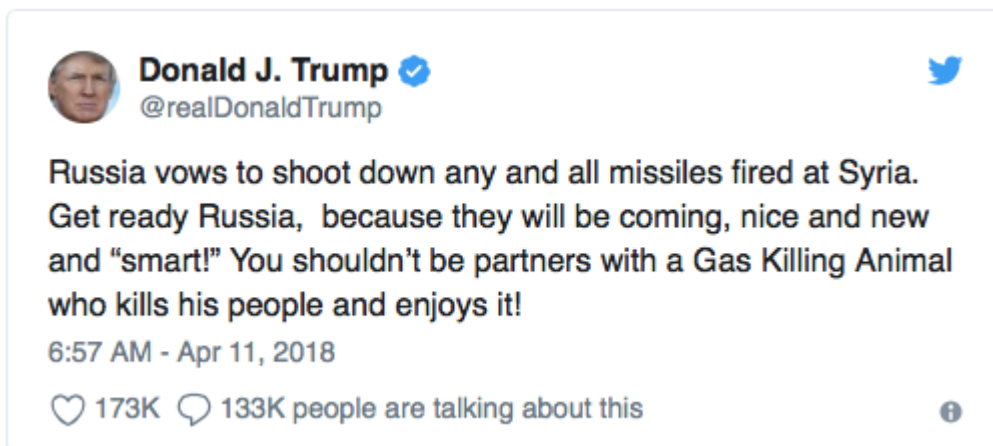 Donald J. Trump
@realDonaldTrump
Russia vows to shoot down any and all missiles fired at Syria.
Get ready Russia,  because they will be coming, nice and new
and “smart!” You shouldn’t be partners with a Gas Killing Animal
who kills his people and enjoys it!
6:57 AM - Apr 11, 2018
173K 133K people are talking about this